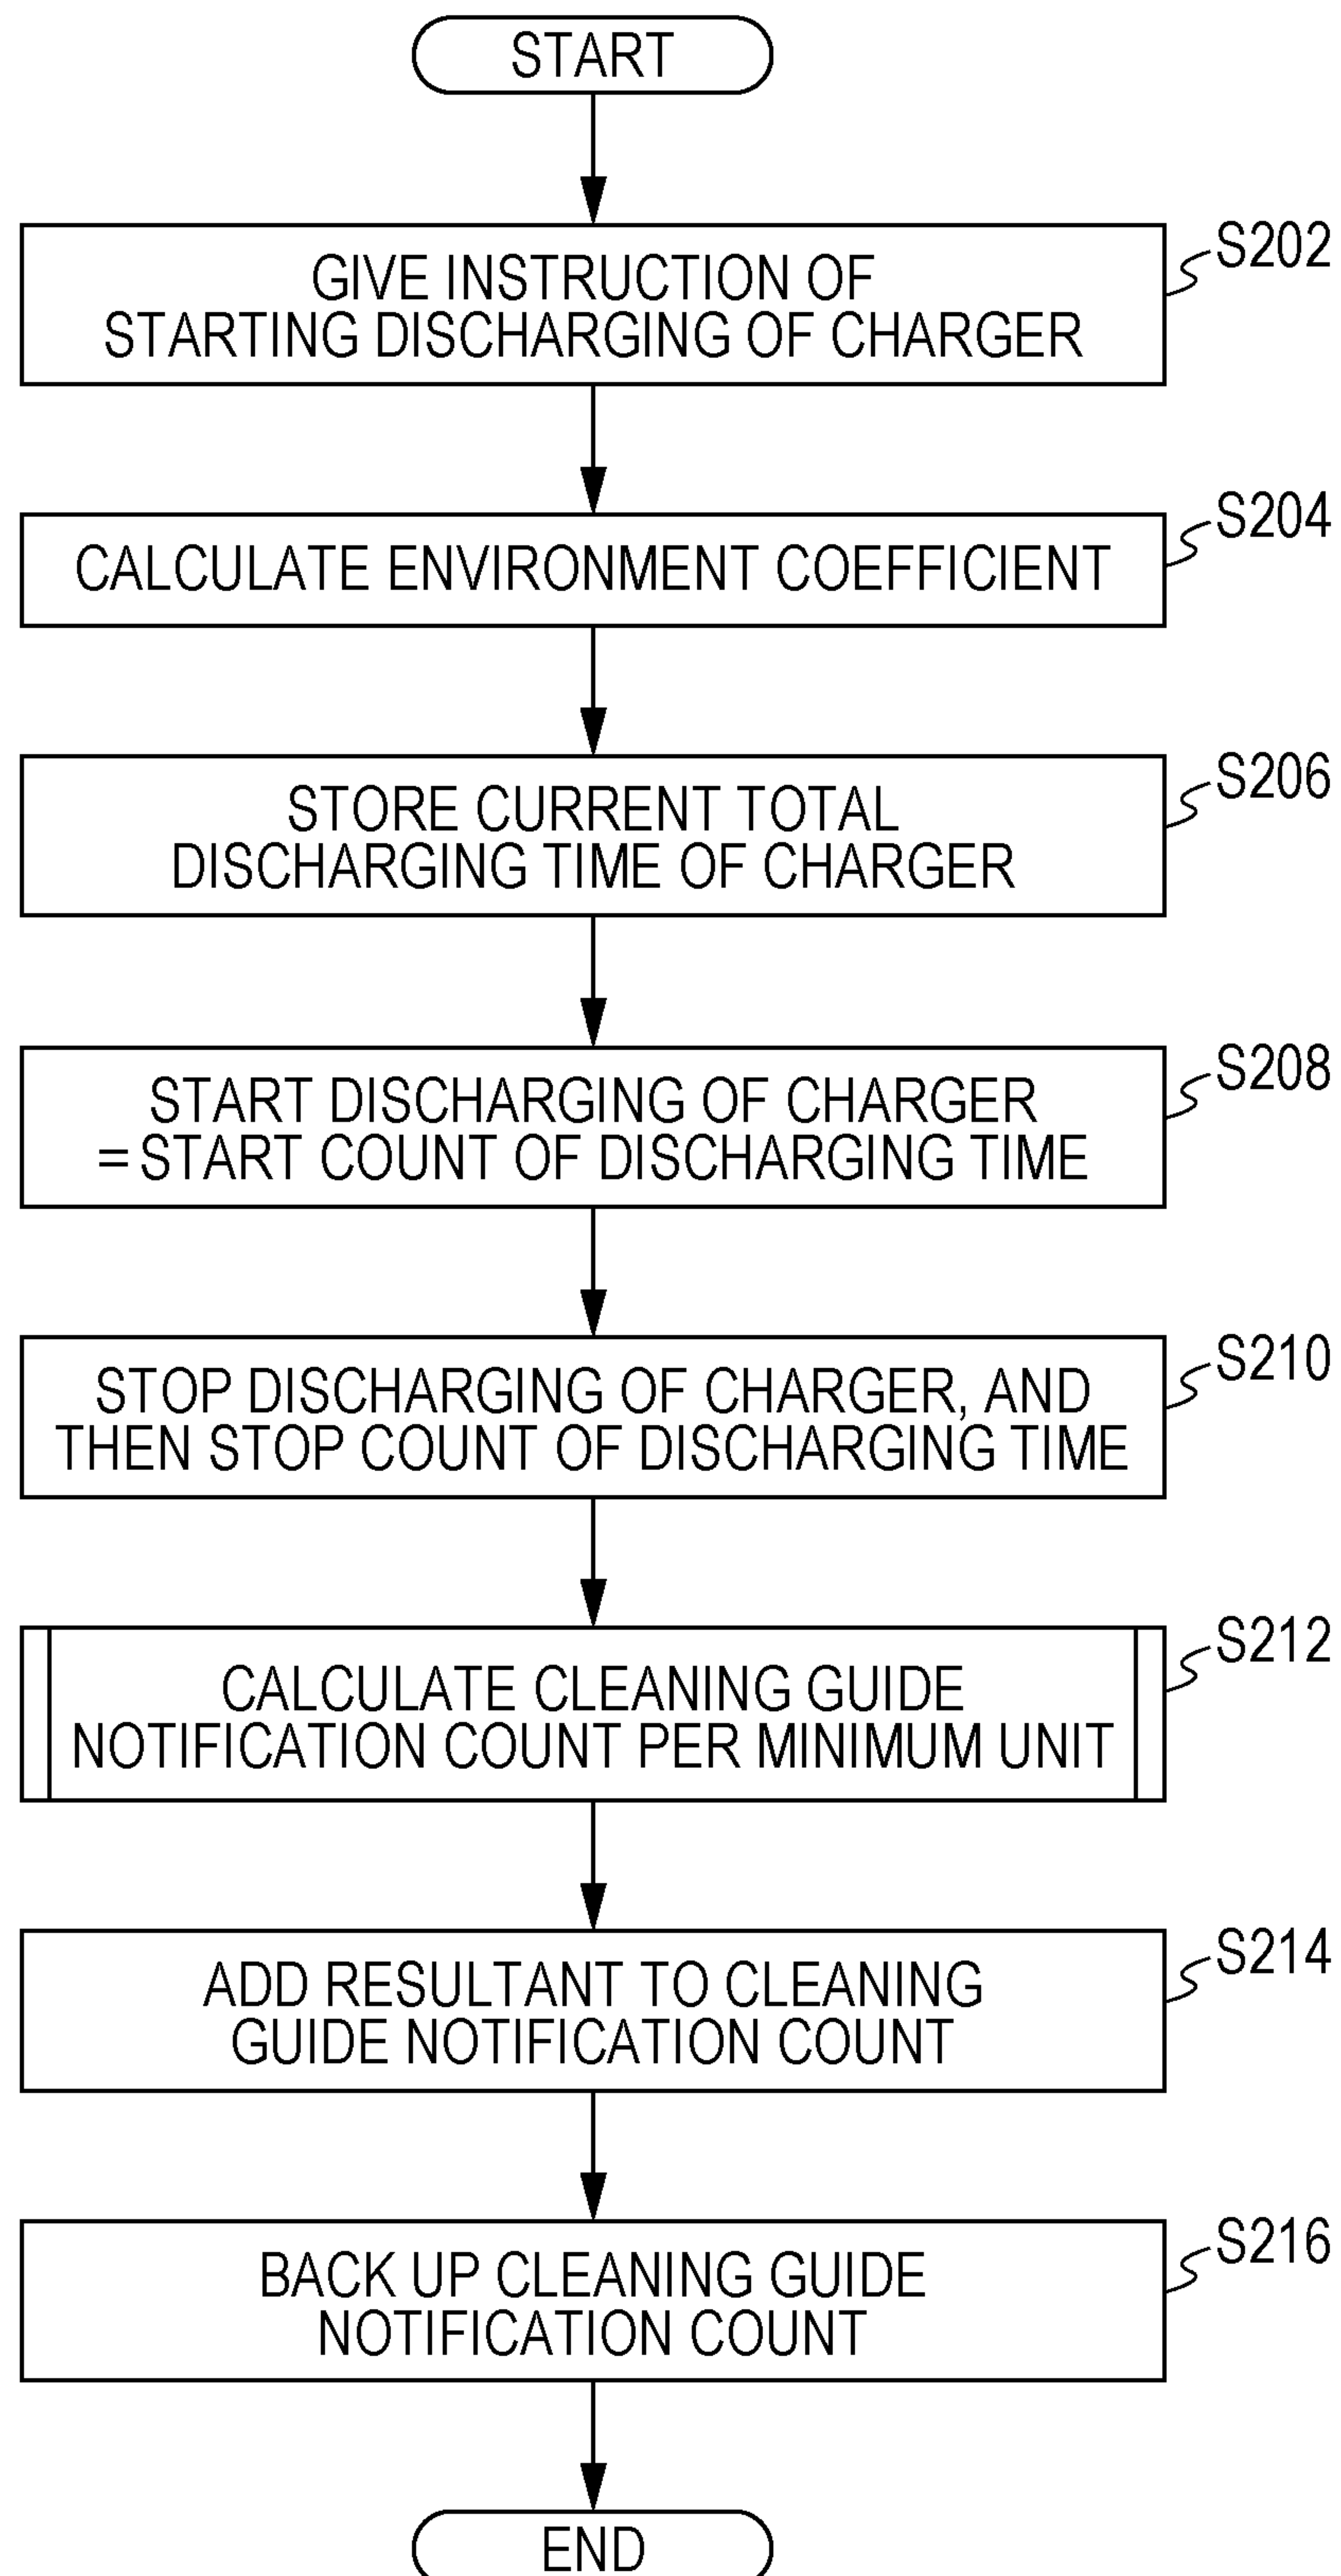 START
GIVE INSTRUCTION OF
STARTING DISCHARGING OF CHARGER
S202
CALCULATE ENVIRONMENT COEFFICIENT
S204
STORE CURRENT TOTAL
DISCHARGING TIME OF CHARGER
S206
START DISCHARGING OF CHARGER
= START COUNT OF DISCHARGING TIME
S208
STOP DISCHARGING OF CHARGER, AND
THEN STOP COUNT OF DISCHARGING TIME
S210
CALCULATE CLEANING GUIDE
NOTIFICATION COUNT PER MINIMUM UNIT
S212
ADD RESULTANT TO CLEANING
GUIDE NOTIFICATION COUNT
S214
BACK UP CLEANING GUIDE
NOTIFICATION COUNT
S216
END